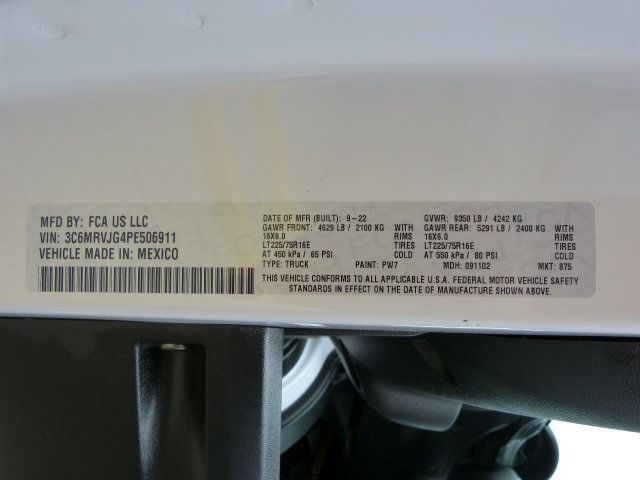 MFD BY: FCA US LLC
VIN: 3C6MRVJG4PE506911
VEHICLE MADE IN: MEXICO
DATE OF MFR (BUILT): 9-22 GVWR: 9350 LB / 4242 KG
GAWR FRONT: 4629 LB / 2100 KG WITH GAWR REAR: 5291 LB / 2400 KG WITH
16X6.0 RIMS 16X6.0 RIMS
LT225/75R16E TIRES LT225/75R16E TIRES
AT 450 kPa / 65 PSI COLD AT 550 kPa / 80 PSI COLD
TYPE: TRUCK PAINT: PW7 MDH: 091102 MKT: 875
THIS VEHICLE CONFORMS TO ALL APPLICABLE U.S.A. FEDERAL MOTOR VEHICLE SAFETY
STANDARDS IN EFFECT ON THE DATE OF MANUFACTURE SHOWN ABOVE.